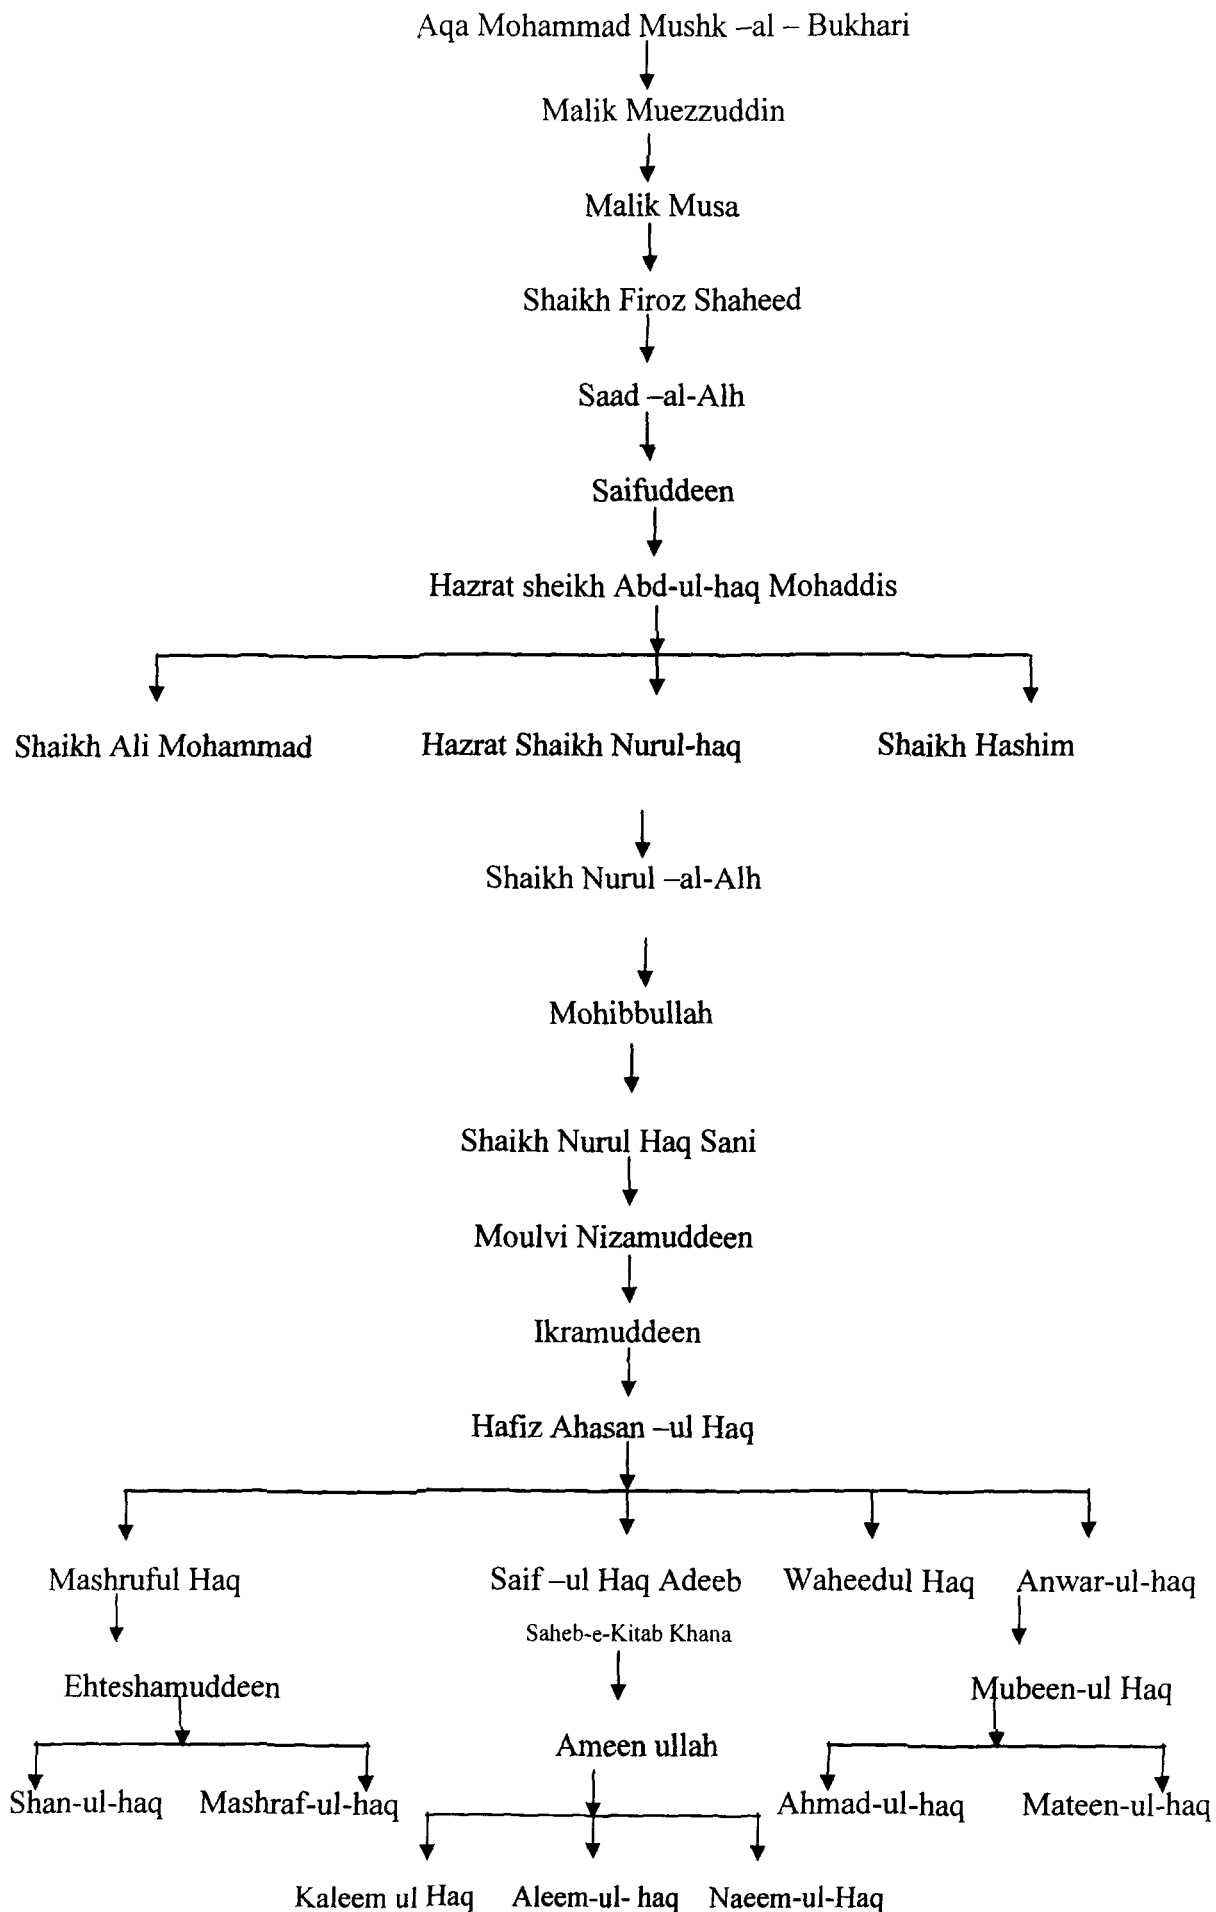 Aqa Mohammad Mushk –al – Bukhari
Malik Muezzuddin
Malik Musa
Shaikh Firoz Shaheed
Saad –al-Alh
Saifuddeen
Hazrat sheikh Abd-ul-haq Mohaddis
Shaikh Ali Mohammad Hazrat Shaikh Nurul-haq Shaikh Hashim
Shaikh Nurul –al-Alh
Mohibbullah
Shaikh Nurul Haq Sani
Moulvi Nizamuddeen
Ikramuddeen
Hafiz Ahasan –ul Haq
Mashruful Haq Saif –ul Haq Adeeb Waheedul Haq Anwar-ul-haq
Saheb-e-Kitab Khana
Ehteshamuddeen Mubeen-ul Haq
Ameen ullah
Shan-ul-haq Mashraf-ul-haq Ahmad-ul-haq Mateen-ul-haq
Kaleem ul Haq Aleem-ul- haq Naeem-ul-Haq